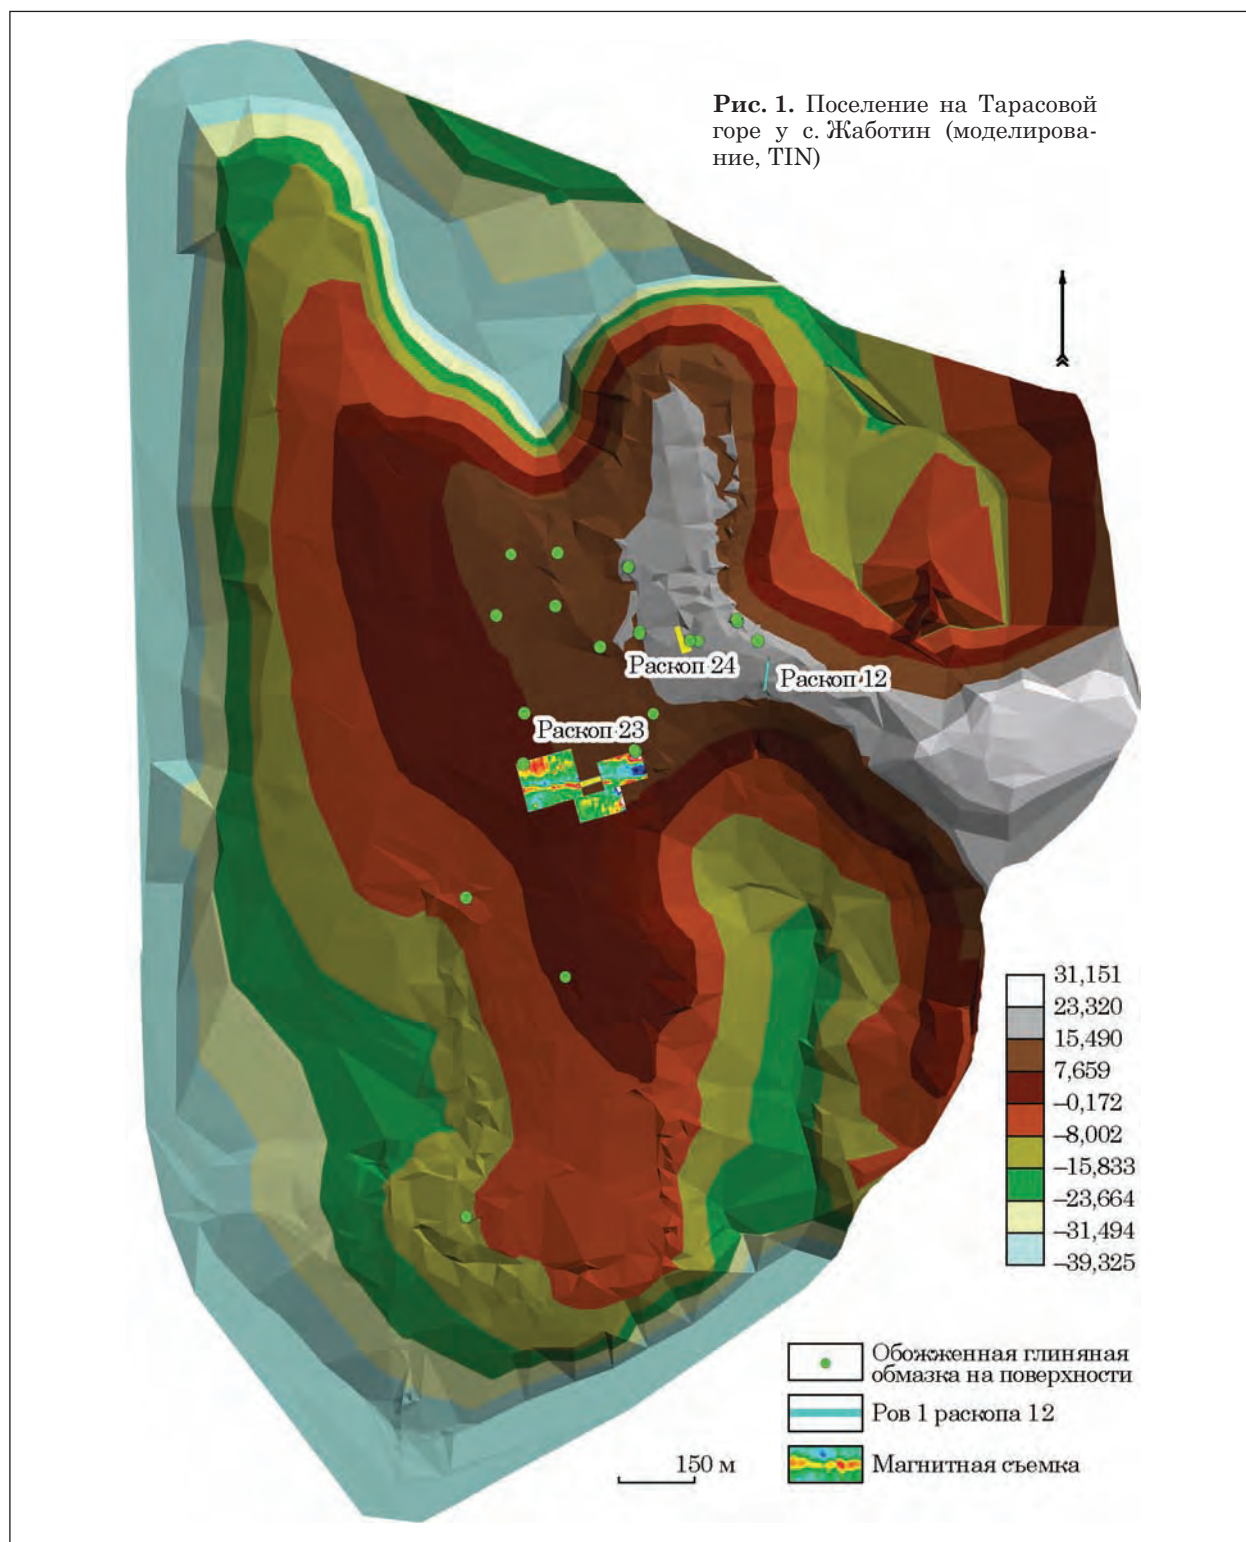 Рис. 1. Поселение на Тарасовой
горе у с. Жаботин (моделирова-
ние, TIN)
Раскоп 24
Раскоп 12
Раскоп 23
31,151
23,320
15,490
7,659
–0,172
–8,002
–15,833
–23,664
–31,494
–39,325
Обожженная глиняная
обмазка на поверхности
Ров 1 раскопа 12
150 м
Магнитная съемка